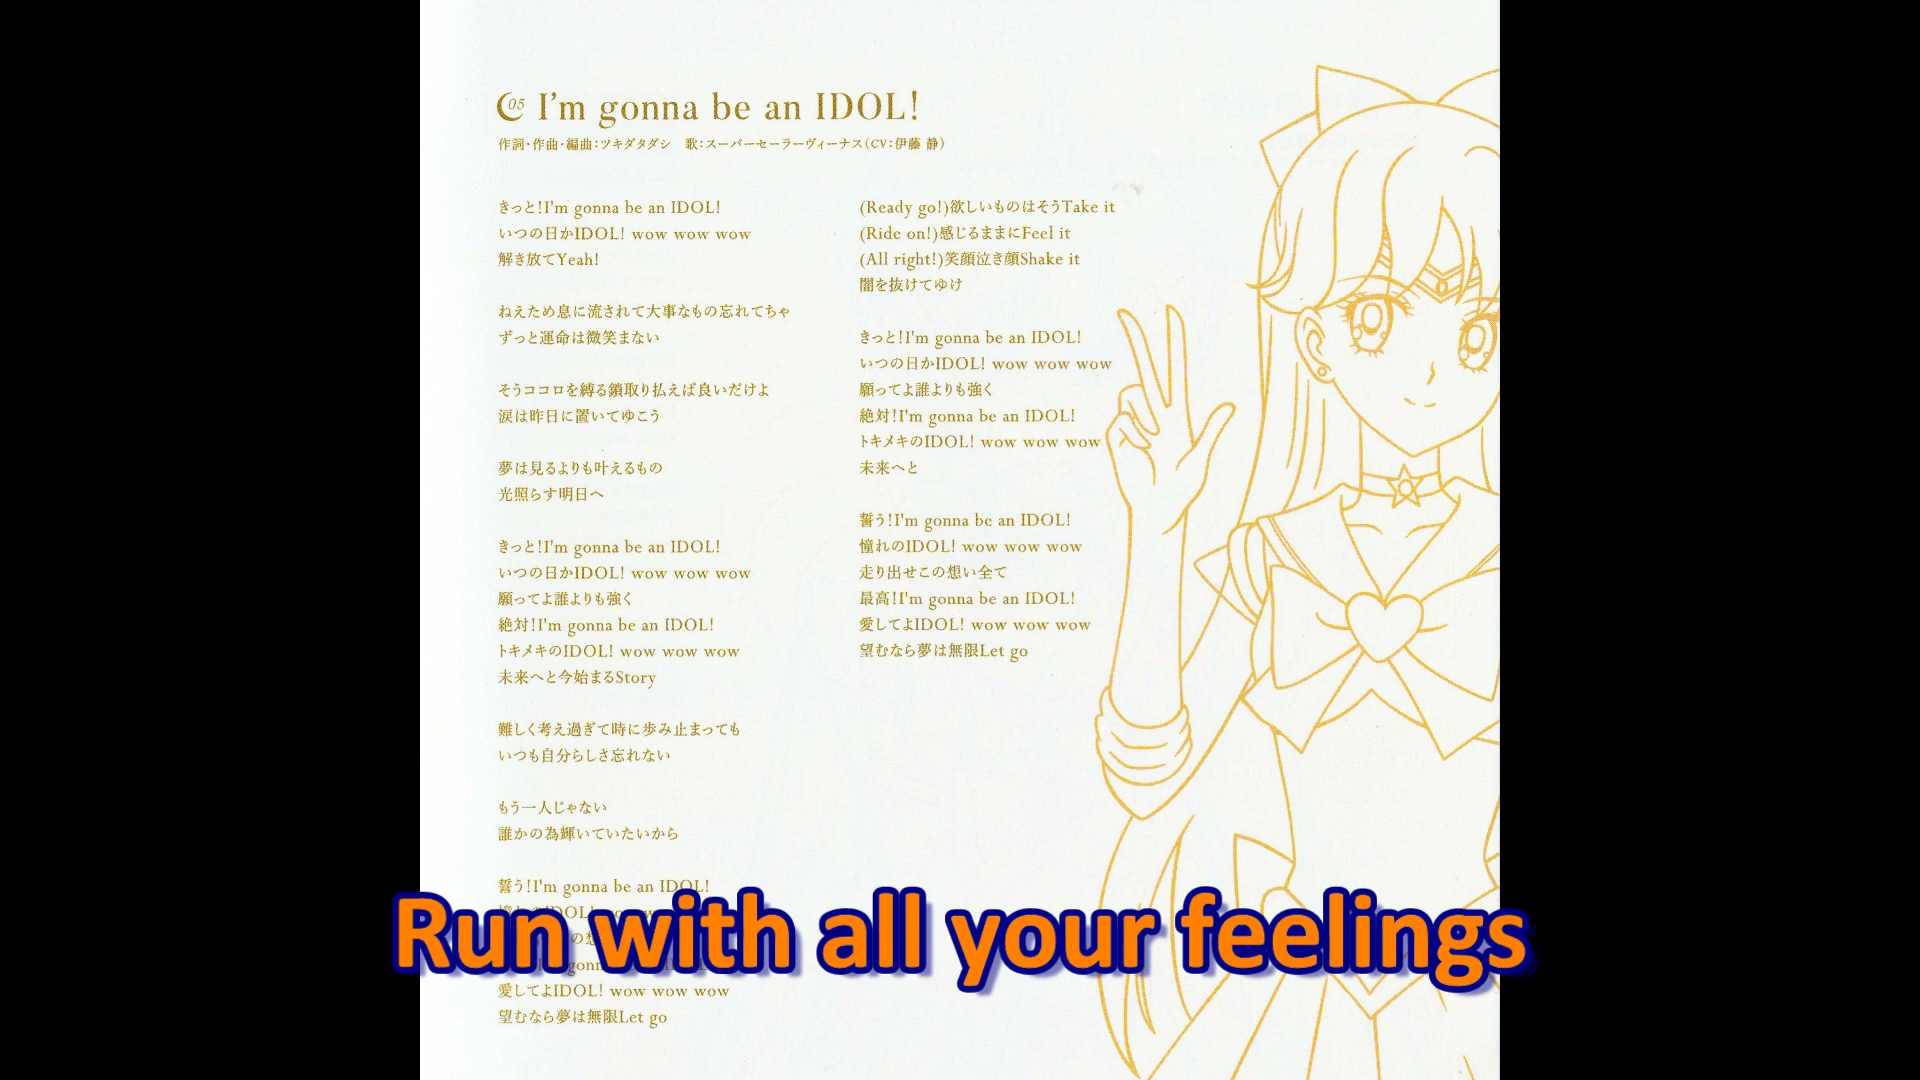 05 I'm gonna be an IDOL!
作詞・作曲・編曲:ツキダタダシ 歌:スーパーセーラーヴィーナス(CV:伊藤 静)
きっと!I'm gonna be an IDOL!
いつの日かIDOL! wow wow wow
解き放てYeah!
ねえため息に流されて大事なもの忘れてちゃ
ずっと運命は微笑まない
そうココロを縛る鎖取り払えば良いだけよ
涙は昨日に置いてゆこう
夢は見るよりも叶えるもの
光照らす明日へ
きっと!I'm gonna be an IDOL!
いつの日かIDOL! wow wow wow
願ってよ誰よりも強く
絶対!I'm gonna be an IDOL!
トキメキのIDOL! wow wow wow
未来へと今始まるStory
難しく考え過ぎて時に歩み止まっても
いつも自分らしさ忘れない
もう一人じゃない
誰かの為輝いていたいから
誓う!I'm gonna be an IDOL!
IDOL!
の
gonn
愛してよIDOL! wow wow wow
望むなら夢は無限Let go
(Ready go!)欲しいものはそうTake it
(Ride on!)感じるままにFeel it
(All right!)笑顔泣き顔Shake it
闇を抜けてゆけ
きっと!I'm gonna be an IDOL!
いつの日かIDOL! wow wow wow
願ってよ誰よりも強く
絶対!I'm gonna be an IDOL!
トキメキのIDOL! wow wow wow
未来へと
誓う!I'm gonna be an IDOL!
憧れのIDOL! wow wow wow
走り出せこの想い全て
最高!I'm gonna be an IDOL!
愛してよIDOL! wow wow wow
望むなら夢は無限Let go
Run with all your feelings